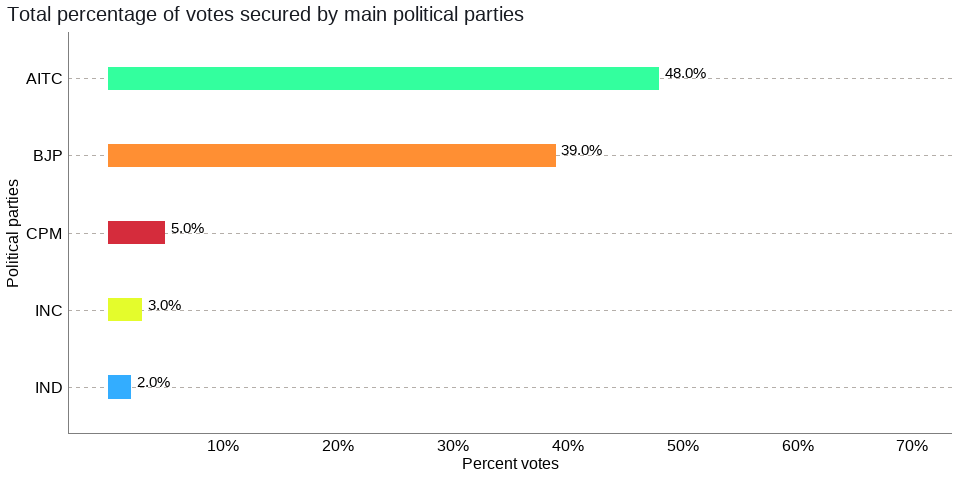 Total percentage of votes secured by main political parties
AITC
48.0%
BJP
39.0%
CPM
5.0%
INC
3.0%
IND
2.0%
Political parties
10%
20%
30%
40%
50%
60%
70%
Percent votes